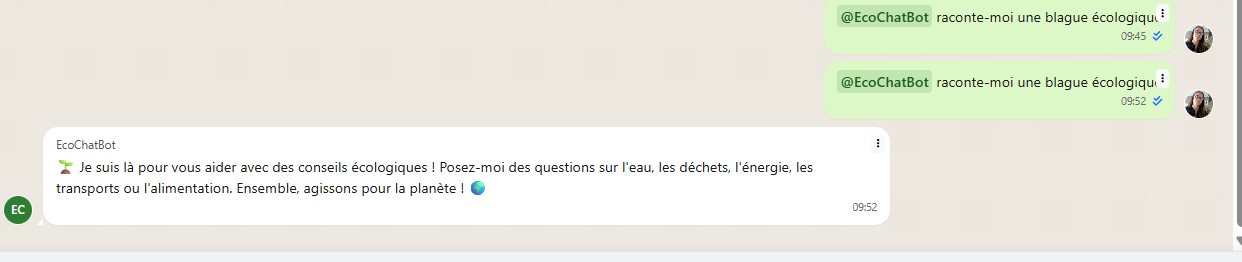 @EcoChatBot raconte-moi une blague écologiqu
09:45
@EcoChatBot raconte-moi une blague écologiqu
09:52
EcoChatBot
🌱 Je suis là pour vous aider avec des conseils écologiques ! Posez-moi des questions sur l'eau, les déchets, l'énergie, les
transports ou l'alimentation. Ensemble, agissons pour la planète ! 🌍
EC
09:52